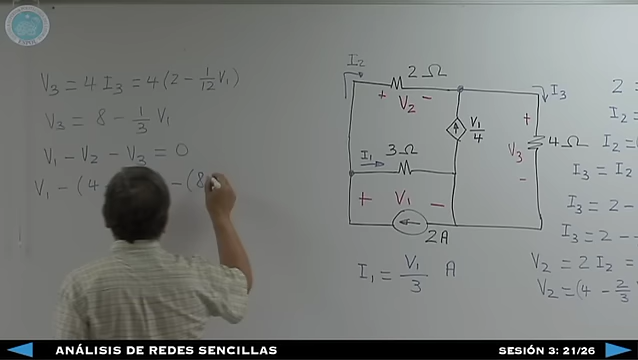 V₃ = 4 I₃ = 4(2 - 1/12 V₁)
V₃ = 8 - 1/3 V₁
V₁ - V₂ - V₃ = 0
V₁ - (4 - (8
I₂
2 Ω
+ V₂ -
I₃
V₁/4
+
V₃
-
4 Ω
I₁
3 Ω
+ V₁ -
2A
I₁ = V₁/3 A
2 =
I₂ =
I₂ =
I₃ = I₂
I₃ = 2 -
I₃ = 2 -
V₂ = 2 I₂ =
V₂ = (4 - 2/3 V₁
ANÁLISIS DE REDES SENCILLAS
SESIÓN 3: 21/26